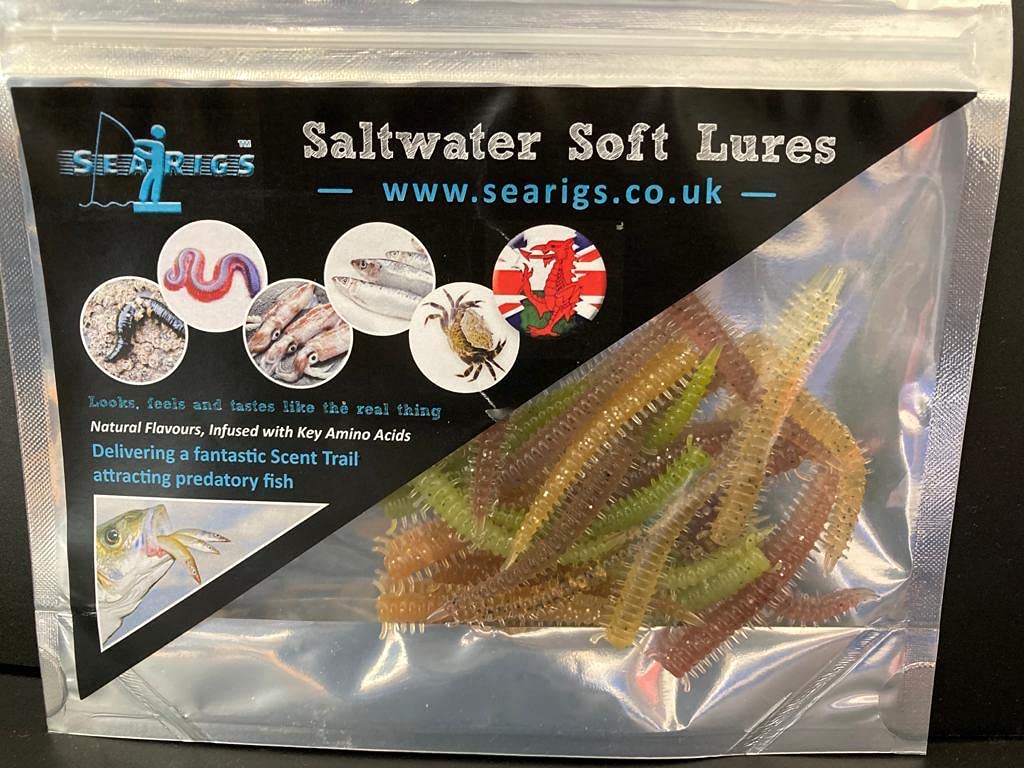 SEARIGS™
Saltwater Soft Lures
— www.searigs.co.uk —
Looks, feels and tastes like the real thing
Natural Flavours, Infused with Key Amino Acids
Delivering a fantastic Scent Trail
attracting predatory fish